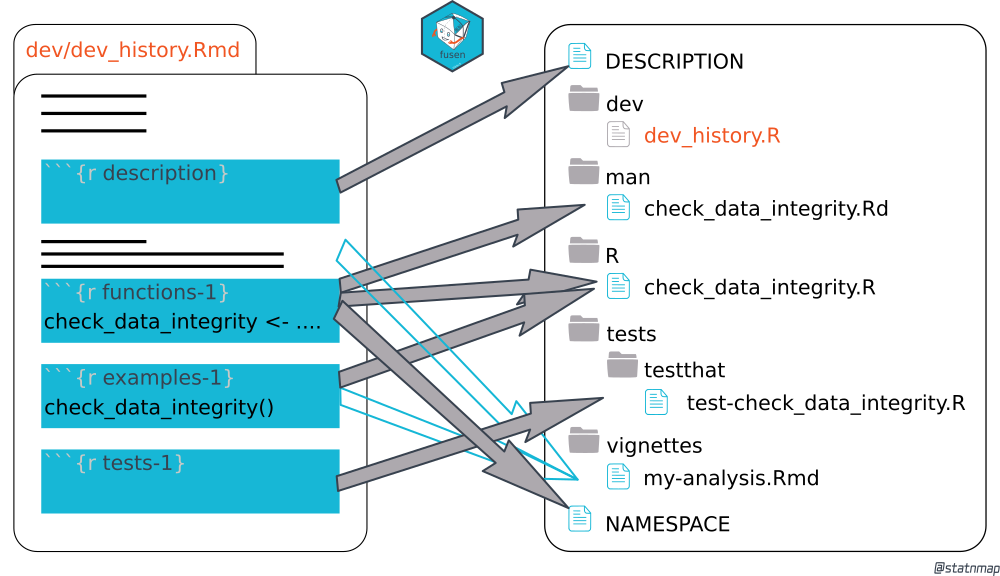 dev/dev_history.Rmd
```{r description}
```{r functions-1}
check_data_integrity <- ....
```{r examples-1}
check_data_integrity()
```{r tests-1}
fusen
DESCRIPTION
dev
dev_history.R
man
check_data_integrity.Rd
R
check_data_integrity.R
tests
testthat
test-check_data_integrity.R
vignettes
my-analysis.Rmd
NAMESPACE
@statnmap